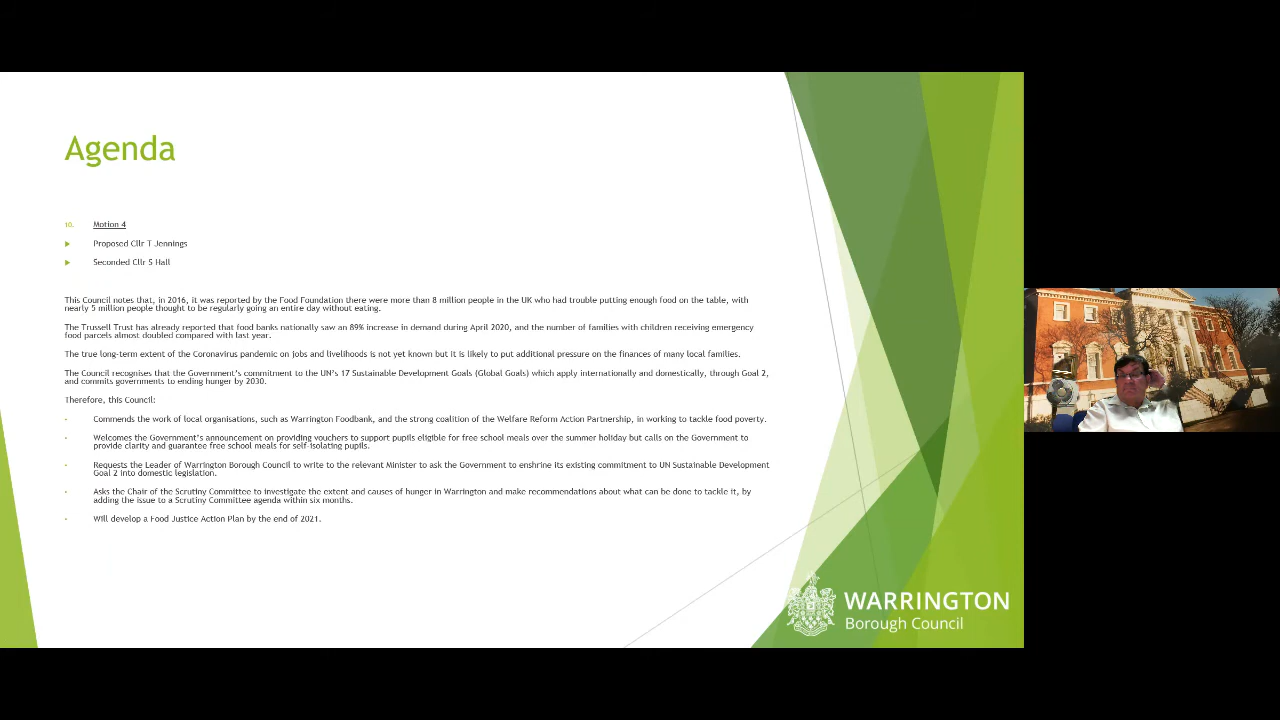 Agenda
10. Motion 4
Proposed Cllr T Jennings
Seconded Cllr S Hall
This Council notes that, in 2016, it was reported by the Food Foundation there were more than 8 million people in the UK who had trouble putting enough food on the table, with
nearly 5 million people thought to be regularly going an entire day without eating.
The Trussell Trust has already reported that food banks nationally saw an 89% increase in demand during April 2020, and the number of families with children receiving emergency
food parcels almost doubled compared with last year.
The true long-term extent of the Coronavirus pandemic on jobs and livelihoods is not yet known but it is likely to put additional pressure on the finances of many local families.
The Council recognises that the Government's commitment to the UN's 17 Sustainable Development Goals (Global Goals) which apply internationally and domestically, through Goal 2,
and commits governments to ending hunger by 2030.
Therefore, this Council:
- Commends the work of local organisations, such as Warrington Foodbank, and the strong coalition of the Welfare Reform Action Partnership, in working to tackle food poverty.
- Welcomes the Government's announcement on providing vouchers to support pupils eligible for free school meals over the summer holiday but calls on the Government to
provide clarity and guarantee free school meals for self-isolating pupils.
- Requests the Leader of Warrington Borough Council to write to the relevant Minister to ask the Government to enshrine its existing commitment to UN Sustainable Development
Goal 2 into domestic legislation.
- Asks the Chair of the Scrutiny Committee to investigate the extent and causes of hunger in Warrington and make recommendations about what can be done to tackle it, by
adding the issue to a Scrutiny Committee agenda within six months.
- Will develop a Food Justice Action Plan by the end of 2021.
WARRINGTON
Borough Council